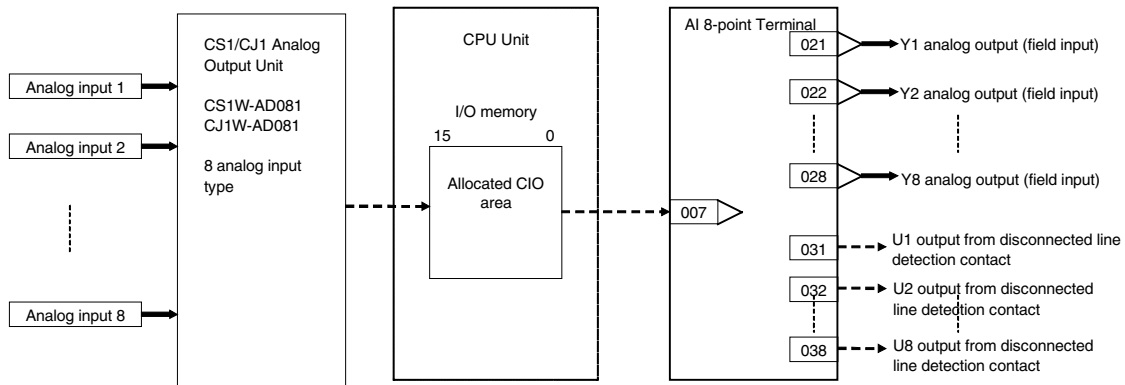 Analog input 1
Analog input 2
Analog input 8
CS1/CJ1 Analog
Output Unit
CS1W-AD081
CJ1W-AD081
8 analog input
type
CPU Unit
I/O memory
15 0
Allocated CIO
area
AI 8-point Terminal
007
021
Y1 analog output (field input)
022
Y2 analog output (field input)
028
Y8 analog output (field input)
031
U1 output from disconnected line
detection contact
032
U2 output from disconnected
line detection contact
038
U8 output from disconnected
line detection contact